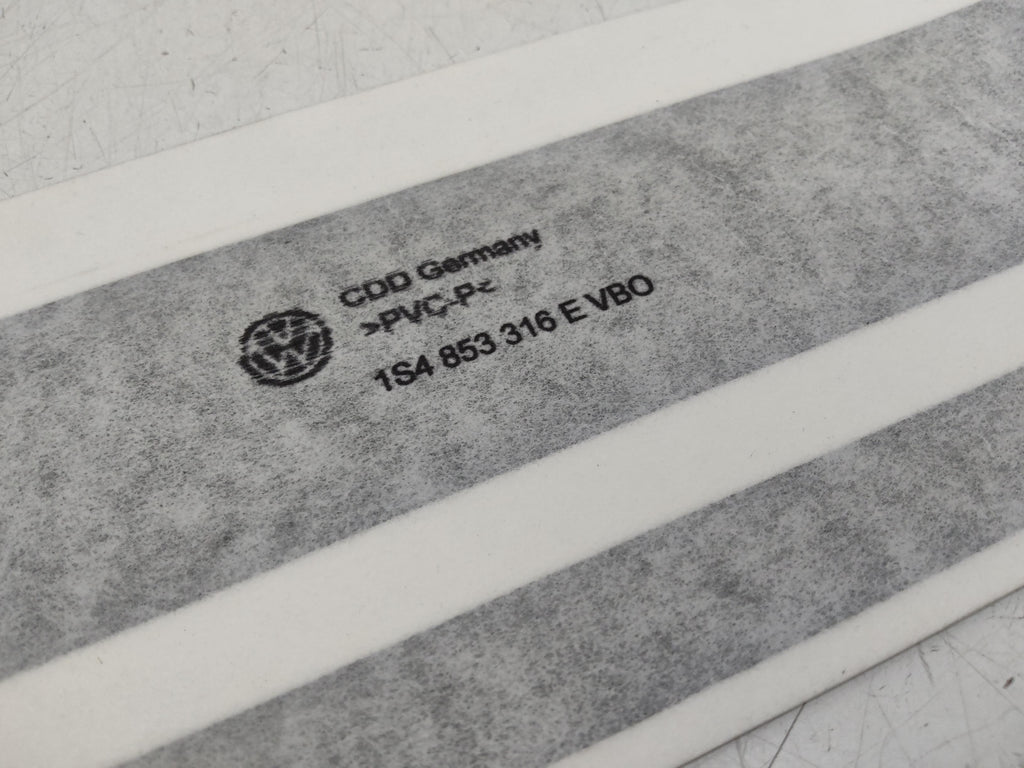 CDD Germany
>PVC-P<
1S4 853 316 E VBO